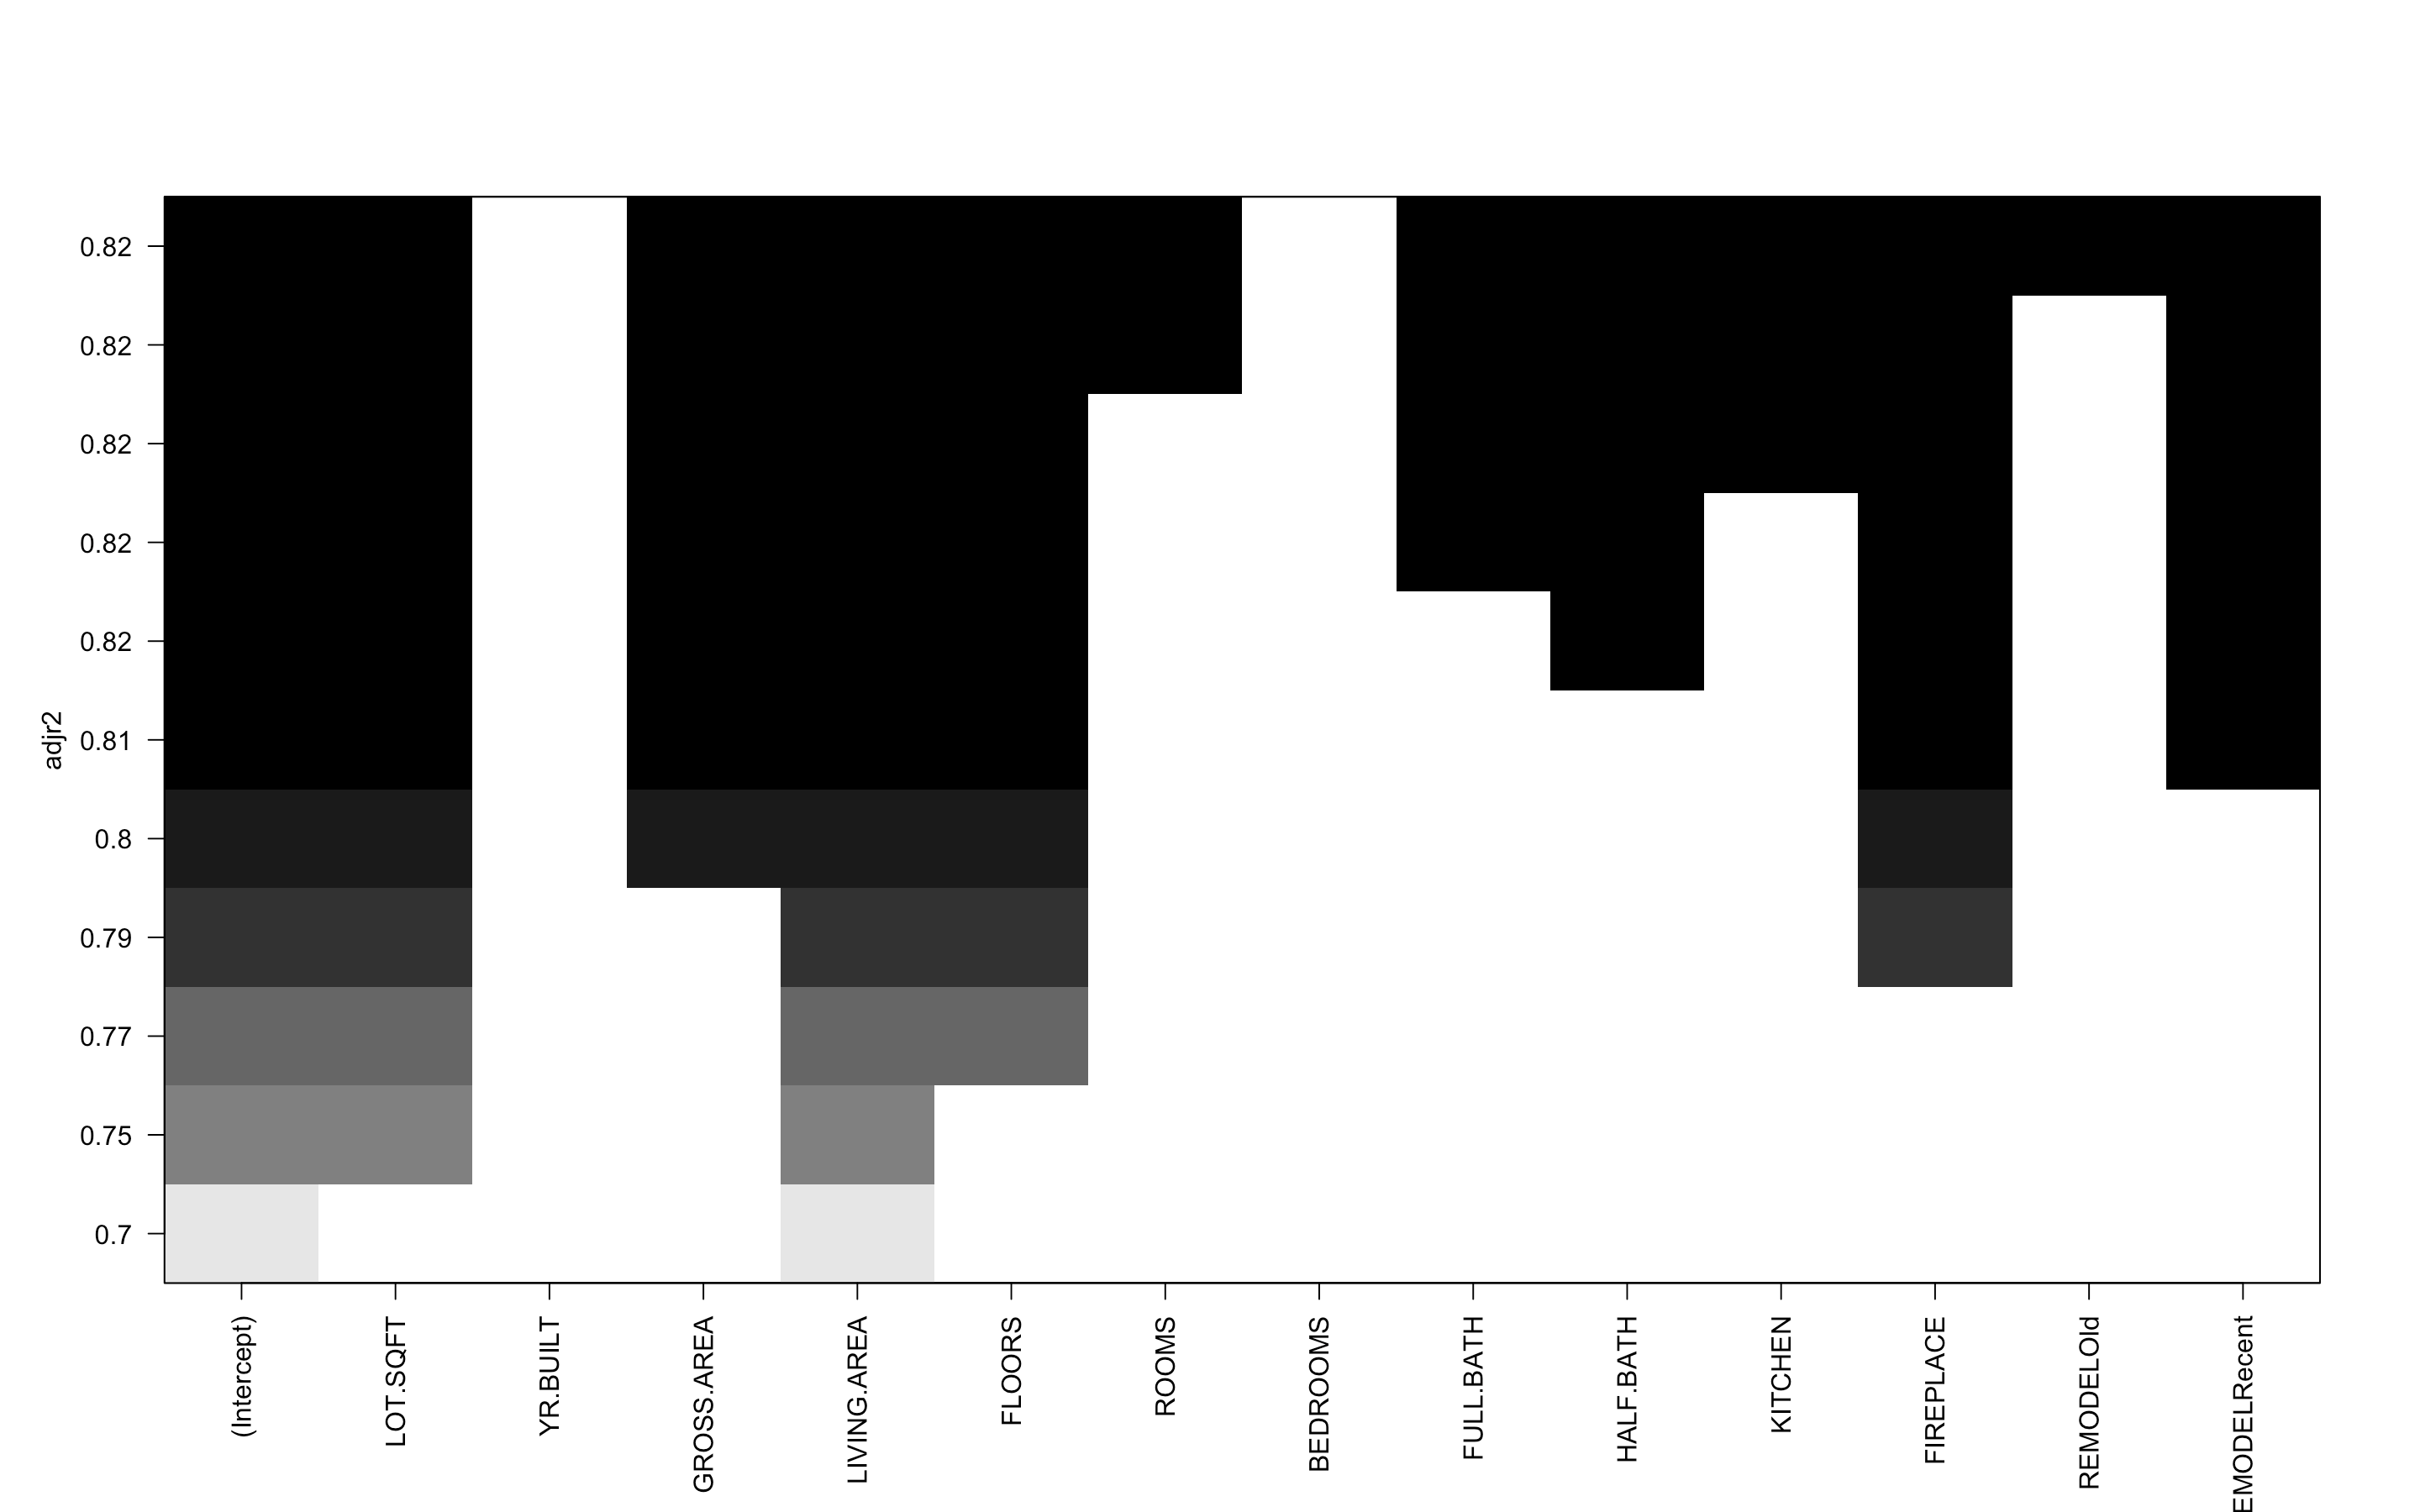 adjr2
0.82
0.82
0.82
0.82
0.82
0.81
0.8
0.79
0.77
0.75
0.7
(Intercept)
LOT.SQFT
YR.BUILT
GROSS.AREA
LIVING.AREA
FLOORS
ROOMS
BEDROOMS
FULL.BATH
HALF.BATH
KITCHEN
FIREPLACE
REMODELOld
EMODELRecent